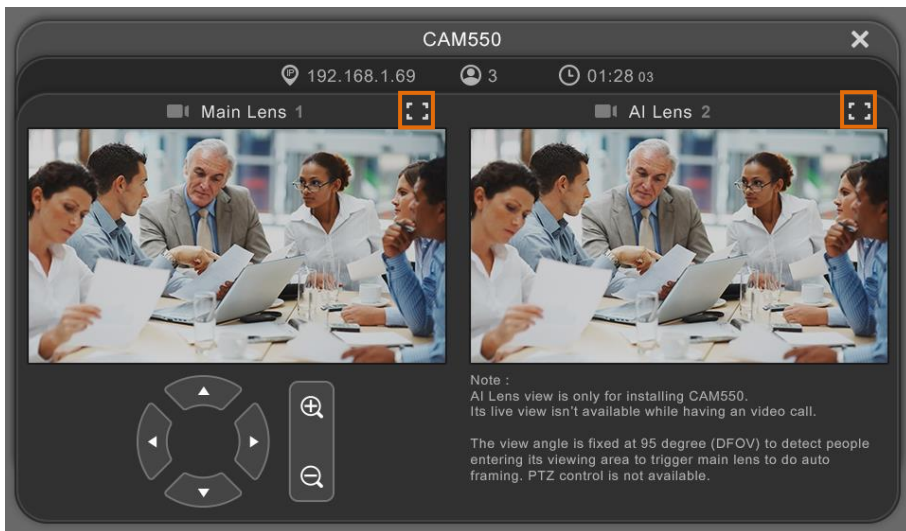 CAM550
IP 192.168.1.69 3 01:28 03
Main Lens 1
AI Lens 2
Note :
AI Lens view is only for installing CAM550.
Its live view isn't available while having an video call.
The view angle is fixed at 95 degree (DFOV) to detect people
entering its viewing area to trigger main lens to do auto
framing. PTZ control is not available.